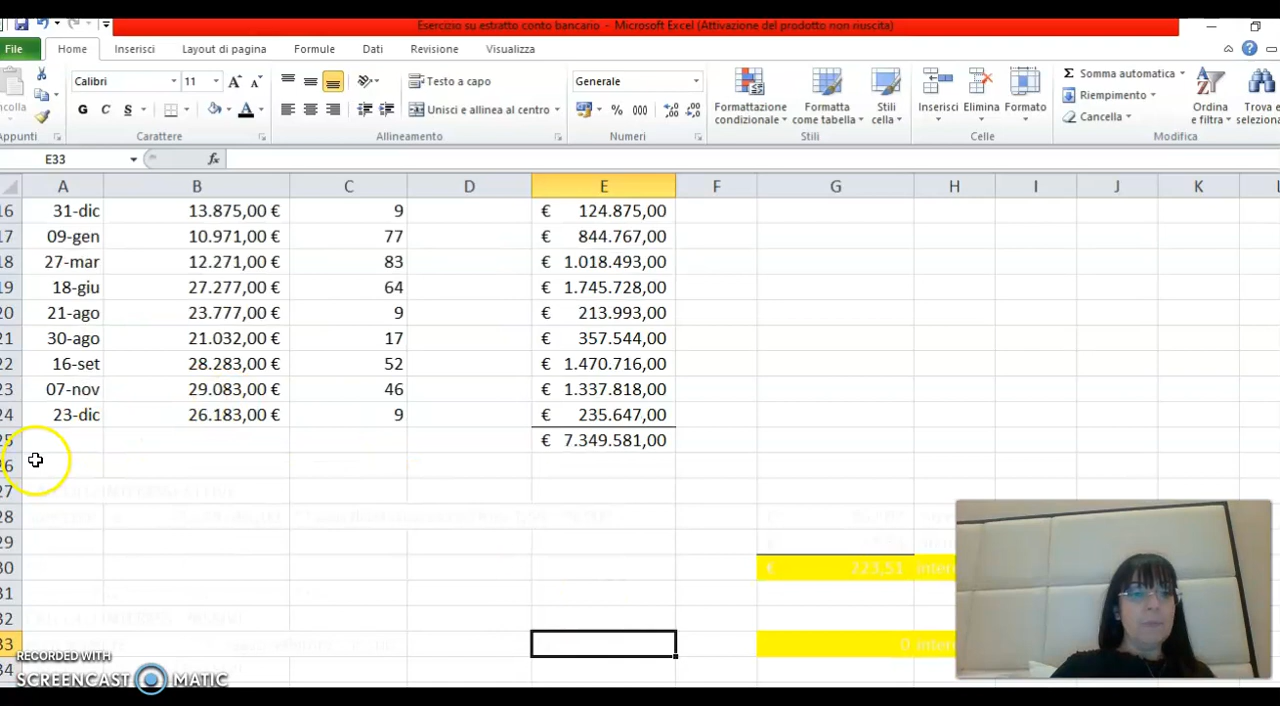 Esercizio su estratto conto bancario - Microsoft Excel (Attivazione del prodotto non riuscita)
File Home Inserisci Layout di pagina Formule Dati Revisione Visualizza
Calibri 11 Testo a capo Generale Somma automatica
Riempimento
Cancella
G C S Unisci e allinea al centro % 000
Formattazione condizionale Formatta come tabella Stili cella Inserisci Elimina Formato Ordina e filtra Trova e
Appunti Carattere Allineamento Numeri Stili Celle Modifica
E33 fx
A B C D E F G H I J K
16 31-dic 13.875,00 € 9 € 124.875,00
17 09-gen 10.971,00 € 77 € 844.767,00
18 27-mar 12.271,00 € 83 € 1.018.493,00
19 18-giu 27.277,00 € 64 € 1.745.728,00
20 21-ago 23.777,00 € 9 € 213.993,00
21 30-ago 21.032,00 € 17 € 357.544,00
22 16-set 28.283,00 € 52 € 1.470.716,00
23 07-nov 29.083,00 € 46 € 1.337.818,00
24 23-dic 26.183,00 € 9 € 235.647,00
25 € 7.349.581,00
26
27
28
29
30 € 223,51
31
32
33 0
34
RECORDED WITH
SCREENCAST MATIC